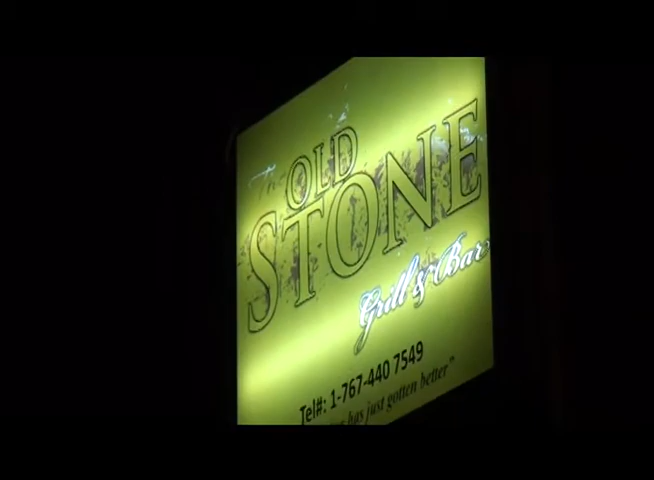 The
OLD
STONE
Grill & Bar
Tel#: 1-767-440 7549
has just gotten better"